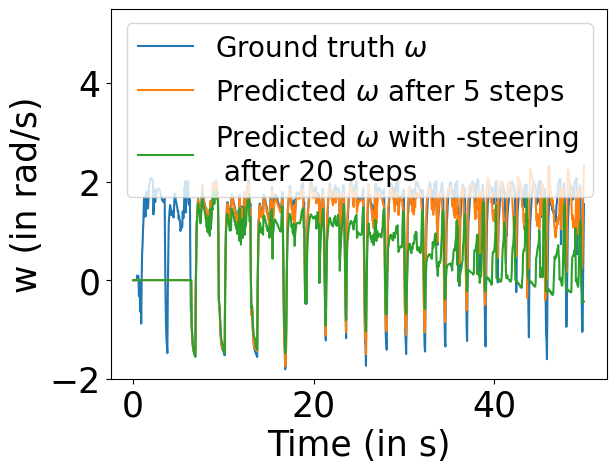 Ground truth ω
Predicted ω after 5 steps
Predicted ω with -steering
after 20 steps
w (in rad/s)
4
2
0
−2
0
20
40
Time (in s)